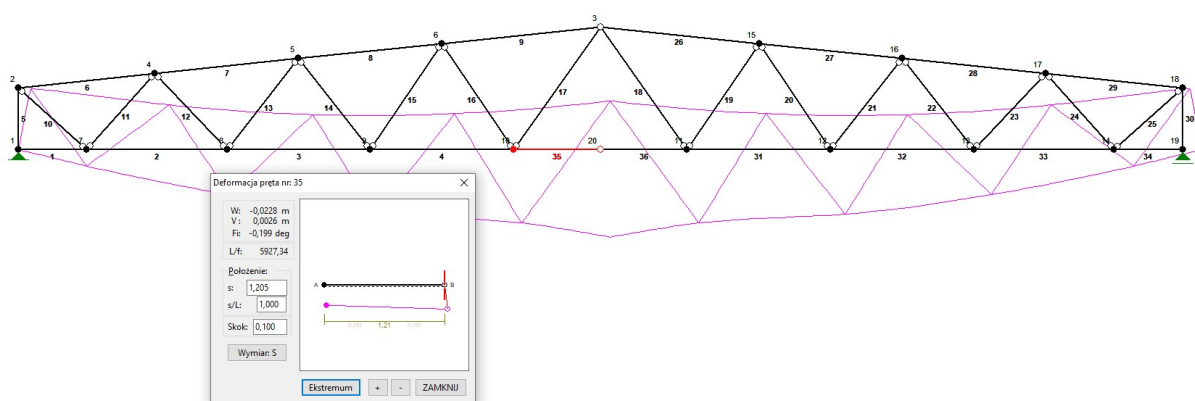 3
6 9 26 15
5 8 27 16
4 7 28 17
2 6 29 18
5 10 11 12 13 14 15 16 17 18 19 20 21 22 23 24 25 30
1 7 8 9 10 20 11 12 13 14 19
1 2 3 4 35 36 31 32 33 34
Deformacja pręta nr: 35
W: -0,0228 m
V : 0,0026 m
Fi: -0,199 deg
L/f: 5927,34
Położenie:
s: 1,205
s/L: 1,000
Skok: 0,100
Wymiar: S
A B
0,00 1,21 0,00
Ekstremum + - ZAMKNIJ